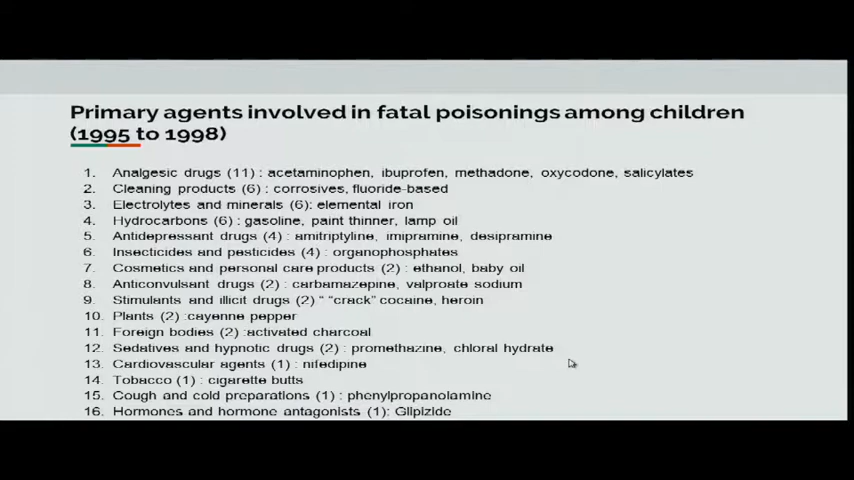 Primary agents involved in fatal poisonings among children
(1995 to 1998)
1. Analgesic drugs (11) : acetaminophen, ibuprofen, methadone, oxycodone, salicylates
2. Cleaning products (6) : corrosives, fluoride-based
3. Electrolytes and minerals (6): elemental iron
4. Hydrocarbons (6) : gasoline, paint thinner, lamp oil
5. Antidepressant drugs (4) : amitriptyline, imipramine, desipramine
6. Insecticides and pesticides (4) : organophosphates
7. Cosmetics and personal care products (2) : ethanol, baby oil
8. Anticonvulsant drugs (2) : carbamazepine, valproate sodium
9. Stimulants and illicit drugs (2) “ “crack” cocaine, heroin
10. Plants (2) :cayenne pepper
11. Foreign bodies (2) :activated charcoal
12. Sedatives and hypnotic drugs (2) : promethazine, chloral hydrate
13. Cardiovascular agents (1) : nifedipine
14. Tobacco (1) : cigarette butts
15. Cough and cold preparations (1) : phenylpropanolamine
16. Hormones and hormone antagonists (1): Glipizide